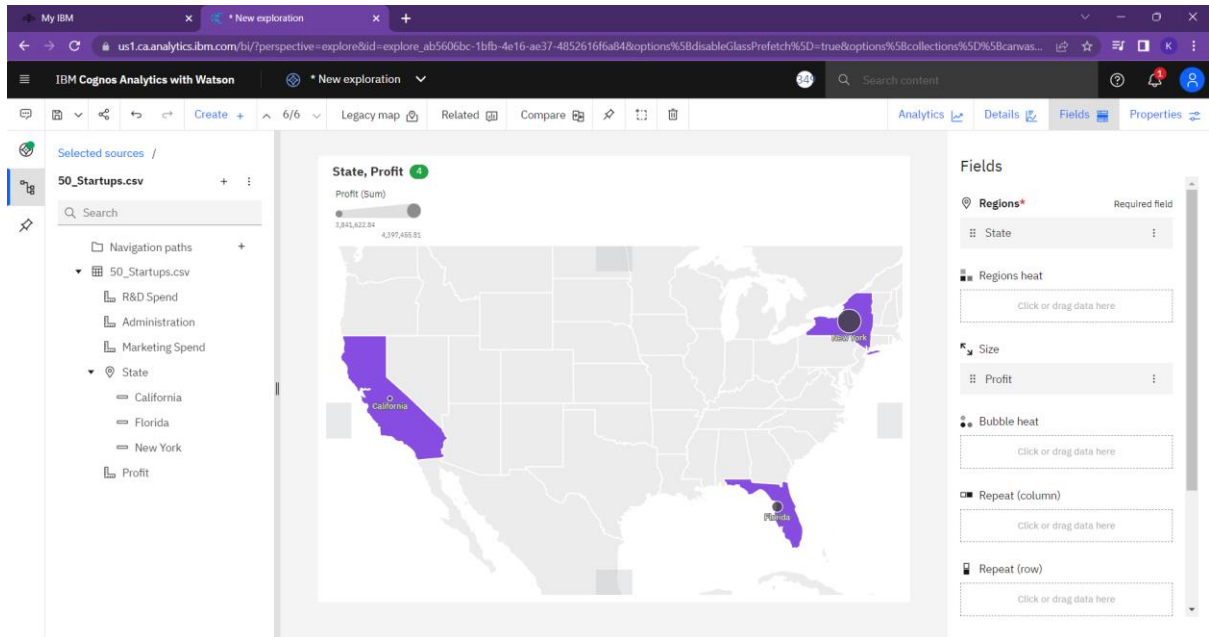 My IBM
* New exploration
us1.ca.analytics.ibm.com/bi/?perspective=explore&id=explore_ab5606bc-1bfb-4e16-ae37-4852616f6a84&options%5BdisableGlassPrefetch%5D=true&options%5Bcollections%5D%5Bcanvas...
K
IBM Cognos Analytics with Watson
* New exploration
Search content
1
Create +
6/6
Legacy map
Related
Compare
Analytics
Details
Fields
Properties
Selected sources /
50_Startups.csv
Search
Navigation paths
50_Startups.csv
R&D Spend
Administration
Marketing Spend
State
California
Florida
New York
Profit
State, Profit 4
Profit (Sum)
3,841,622.84
4,397,455.81
New York
California
Florida
Fields
Regions* Required field
State
Regions heat
Click or drag data here
Size
Profit
Bubble heat
Click or drag data here
Repeat (column)
Click or drag data here
Repeat (row)
Click or drag data here